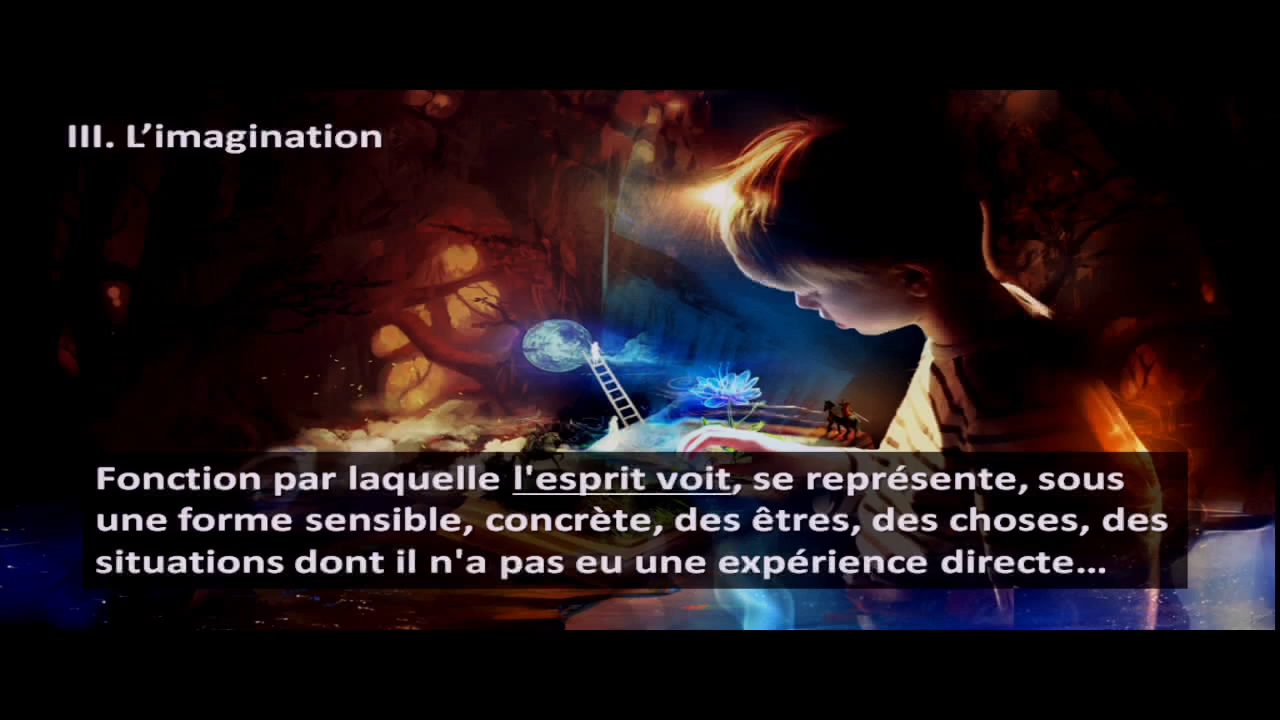 III. L’imagination
Fonction par laquelle l'esprit voit, se représente, sous
une forme sensible, concrète, des êtres, des choses, des
situations dont il n'a pas eu une expérience directe...